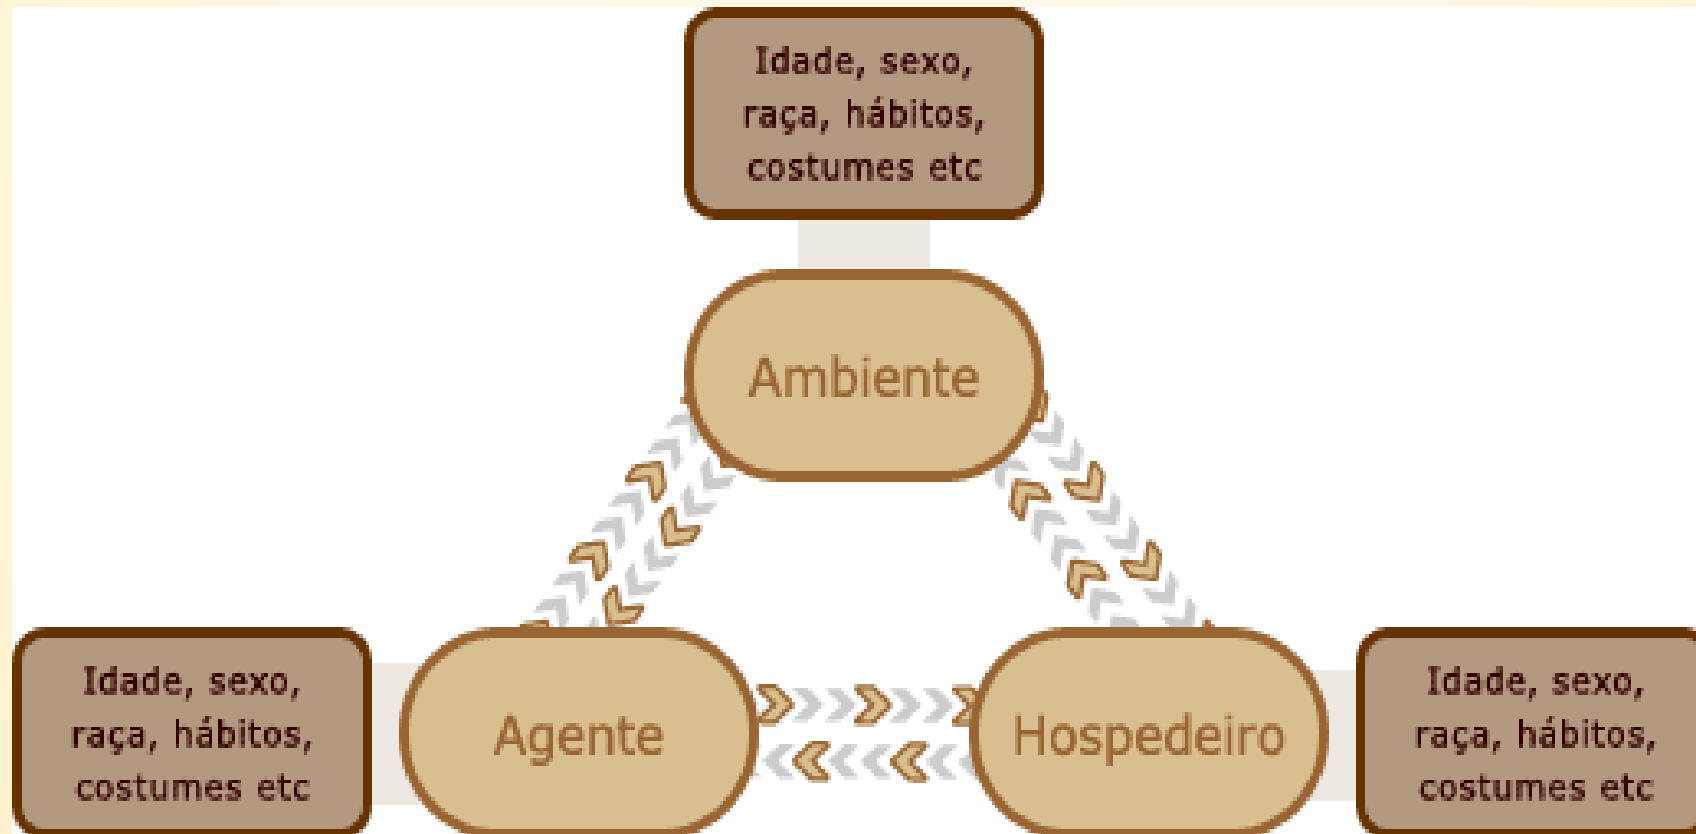 Idade, sexo,
raça, hábitos,
costumes etc
Ambiente
Idade, sexo,
raça, hábitos,
costumes etc
Agente
Hospedeiro
Idade, sexo,
raça, hábitos,
costumes etc